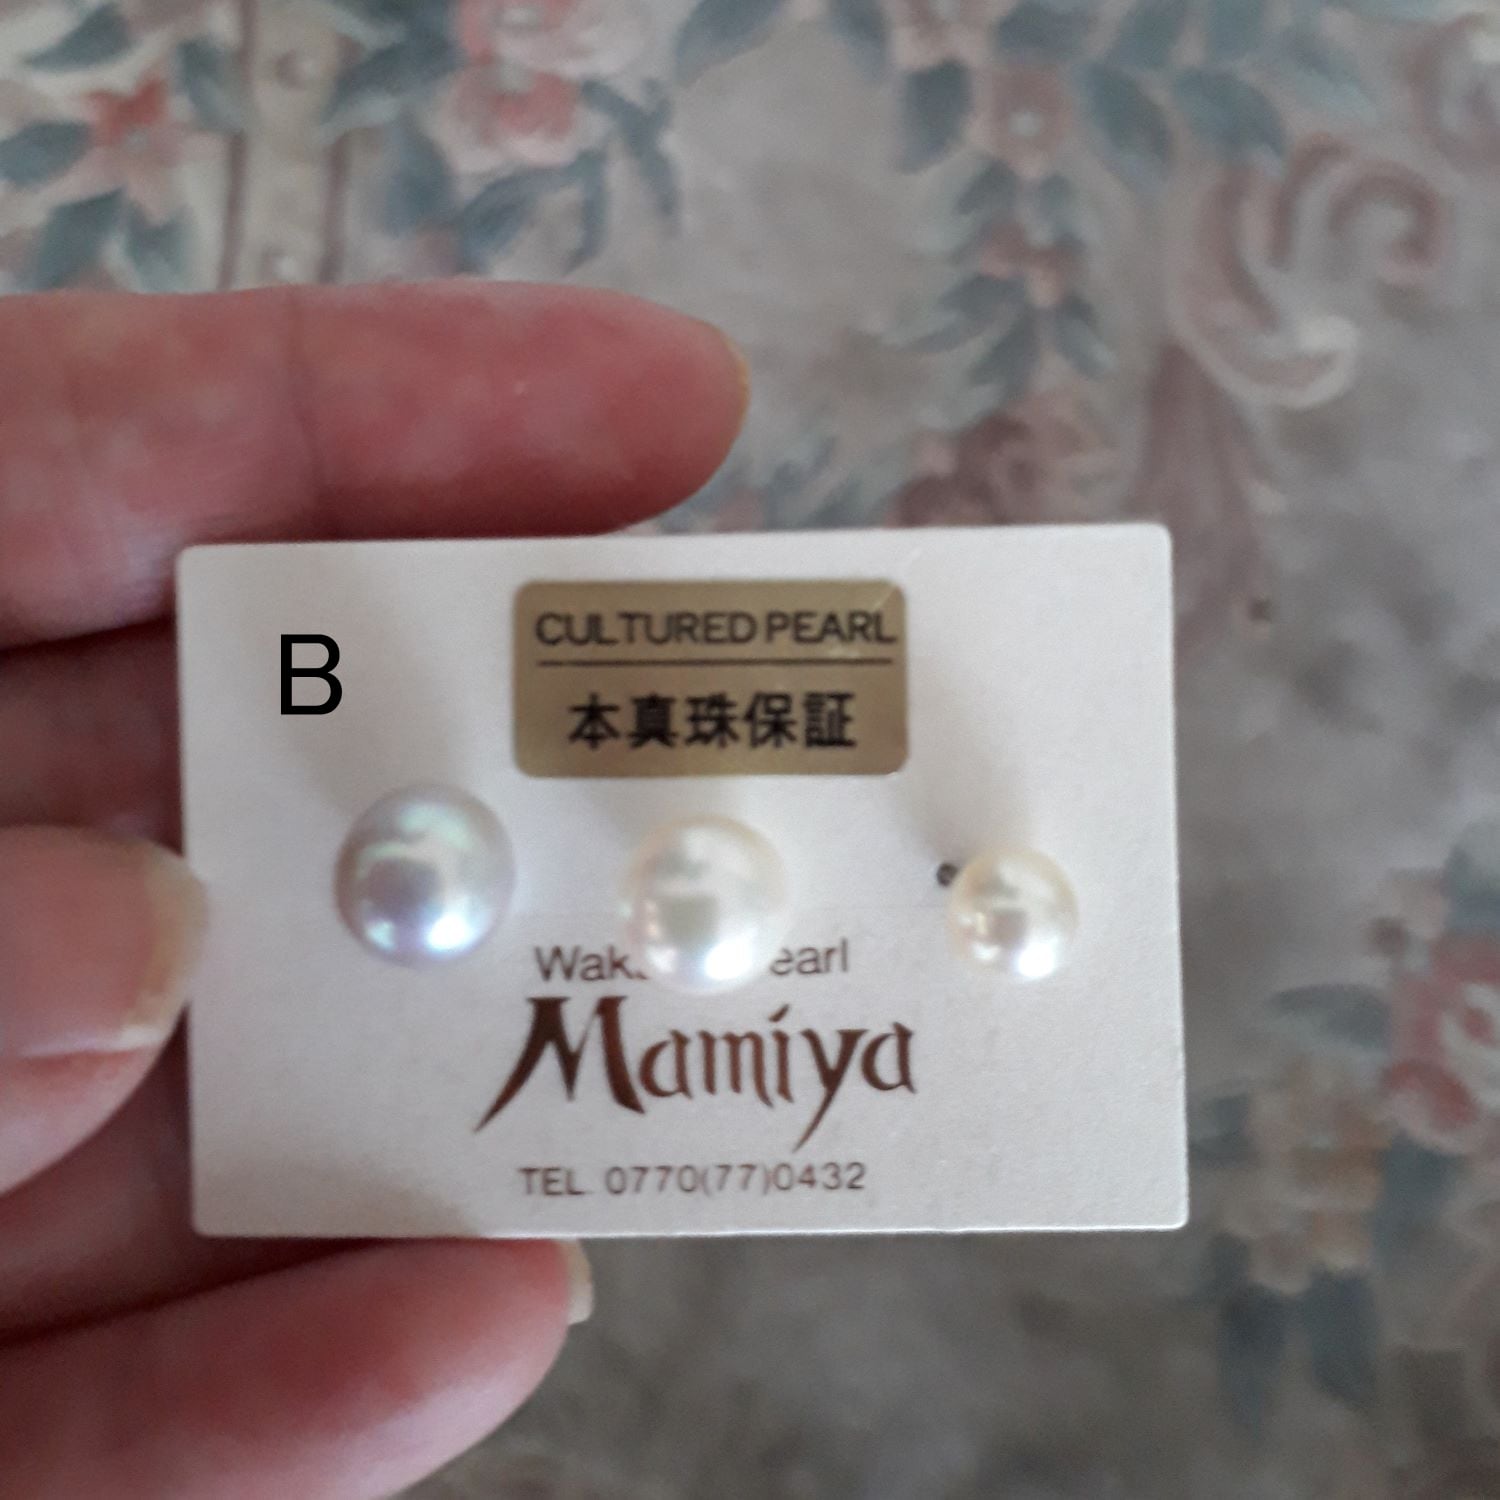 CULTURED PEARL
本真珠保証
B
Mamiya
TEL. 0770(77)0432